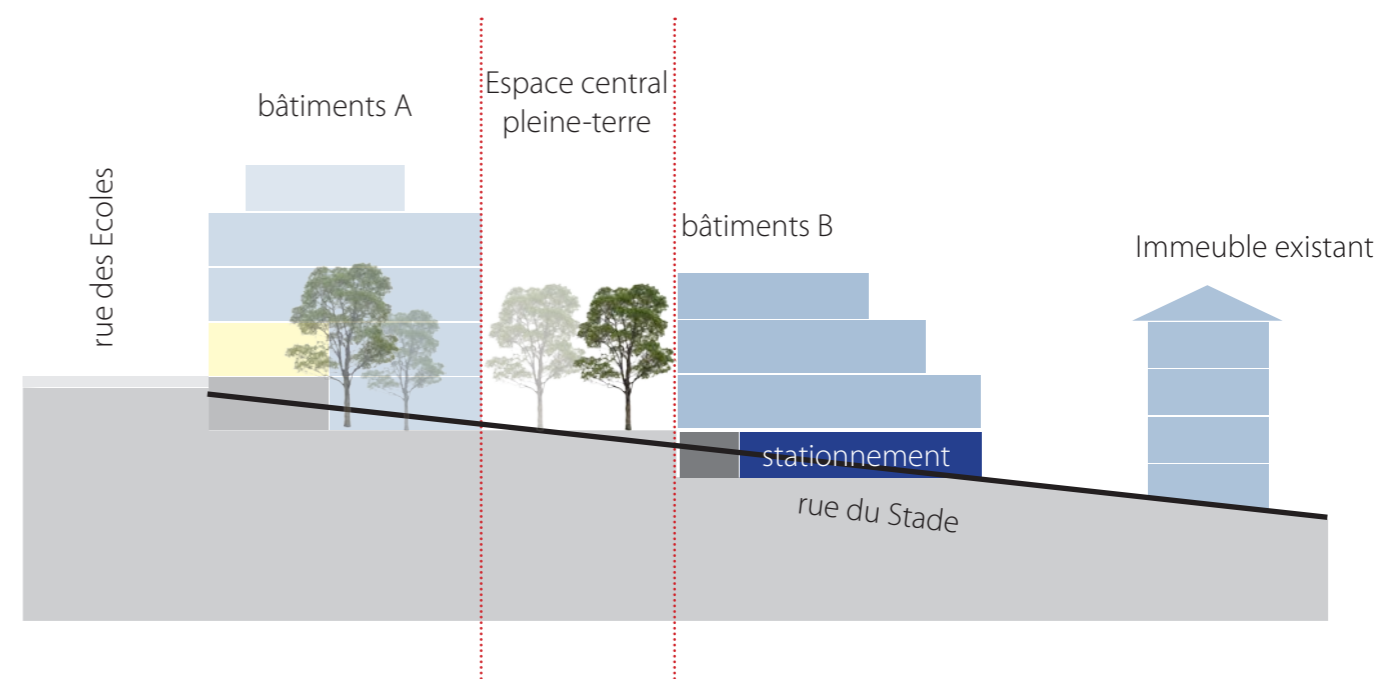 rue des Ecoles
bâtiments A
Espace central
pleine-terre
bâtiments B
Immeuble existant
stationnement
rue du Stade